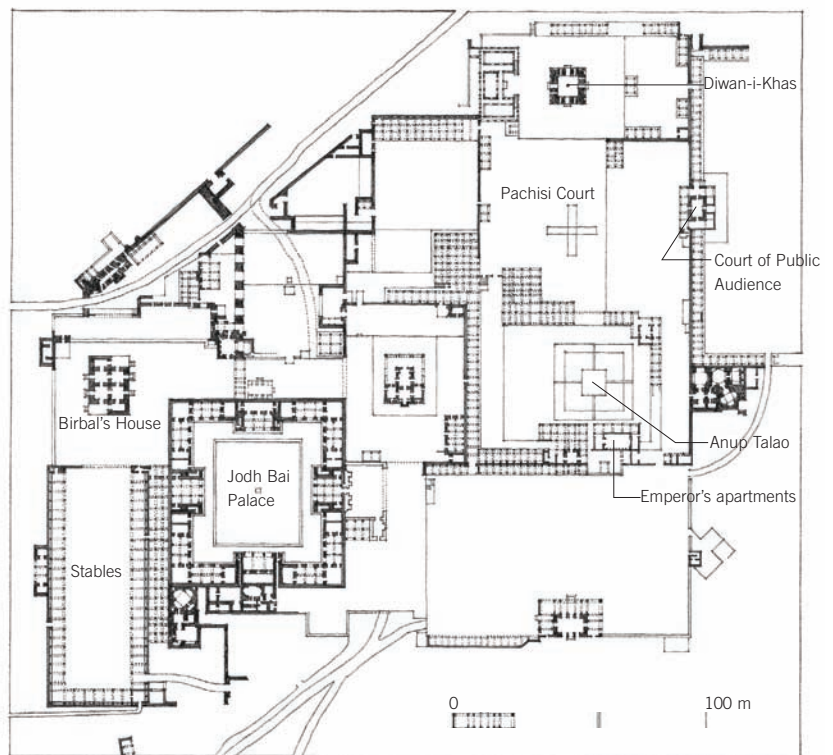 Diwan-i-Khas
Pachisi Court
Court of Public
Audience
Birbal's House
Jodh Bai
Palace
Anup Talao
Emperor's apartments
Stables
0
100 m